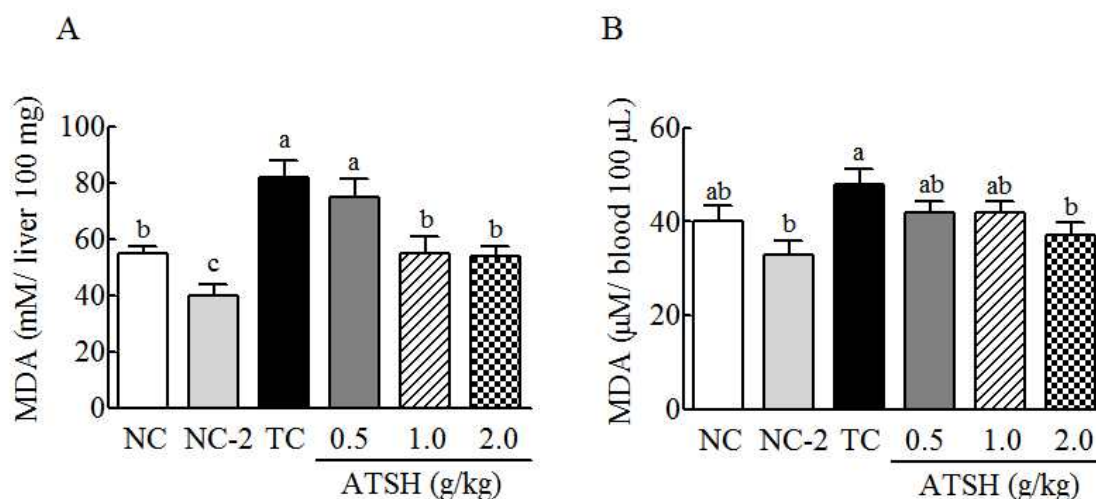 A
MDA (mM/ liver 100 mg)
100
80
60
40
20
0
b
c
a
a
b
b
NC NC-2 TC 0.5 1.0 2.0
ATSH (g/kg)
B
MDA (μM/ blood 100 μL)
60
40
20
0
ab
b
a
ab
ab
b
NC NC-2 TC 0.5 1.0 2.0
ATSH (g/kg)